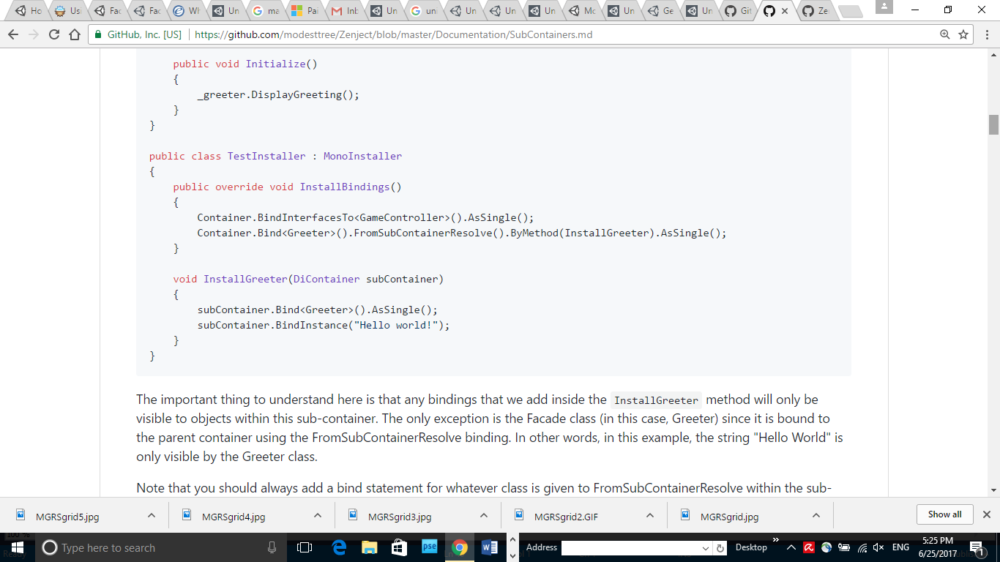 Ho
Us
Fac
Fac
Wh
Un
ma
Pai
Inb
Un
uni
Un
Un
Un
Mo
Un
Ge
Un
Git
Ze
GitHub, Inc. [US] | https://github.com/modesttree/Zenject/blob/master/Documentation/SubContainers.md
public void Initialize()
{
_greeter.DisplayGreeting();
}
}
public class TestInstaller : MonoInstaller
{
public override void InstallBindings()
{
Container.BindInterfacesTo<GameController>().AsSingle();
Container.Bind<Greeter>().FromSubContainerResolve().ByMethod(InstallGreeter).AsSingle();
}
void InstallGreeter(DiContainer subContainer)
{
subContainer.Bind<Greeter>().AsSingle();
subContainer.BindInstance("Hello world!");
}
}
The important thing to understand here is that any bindings that we add inside the InstallGreeter method will only be
visible to objects within this sub-container. The only exception is the Facade class (in this case, Greeter) since it is bound to
the parent container using the FromSubContainerResolve binding. In other words, in this example, the string "Hello World" is
only visible by the Greeter class.
Note that you should always add a bind statement for whatever class is given to FromSubContainerResolve within the sub-
MGRSgrid5.jpg
MGRSgrid4.jpg
MGRSgrid3.jpg
MGRSgrid2.GIF
MGRSgrid.jpg
Show all
100 %
Ready
Type here to search
pse
Address
Desktop
ENG
5:25 PM
6/25/2017
1